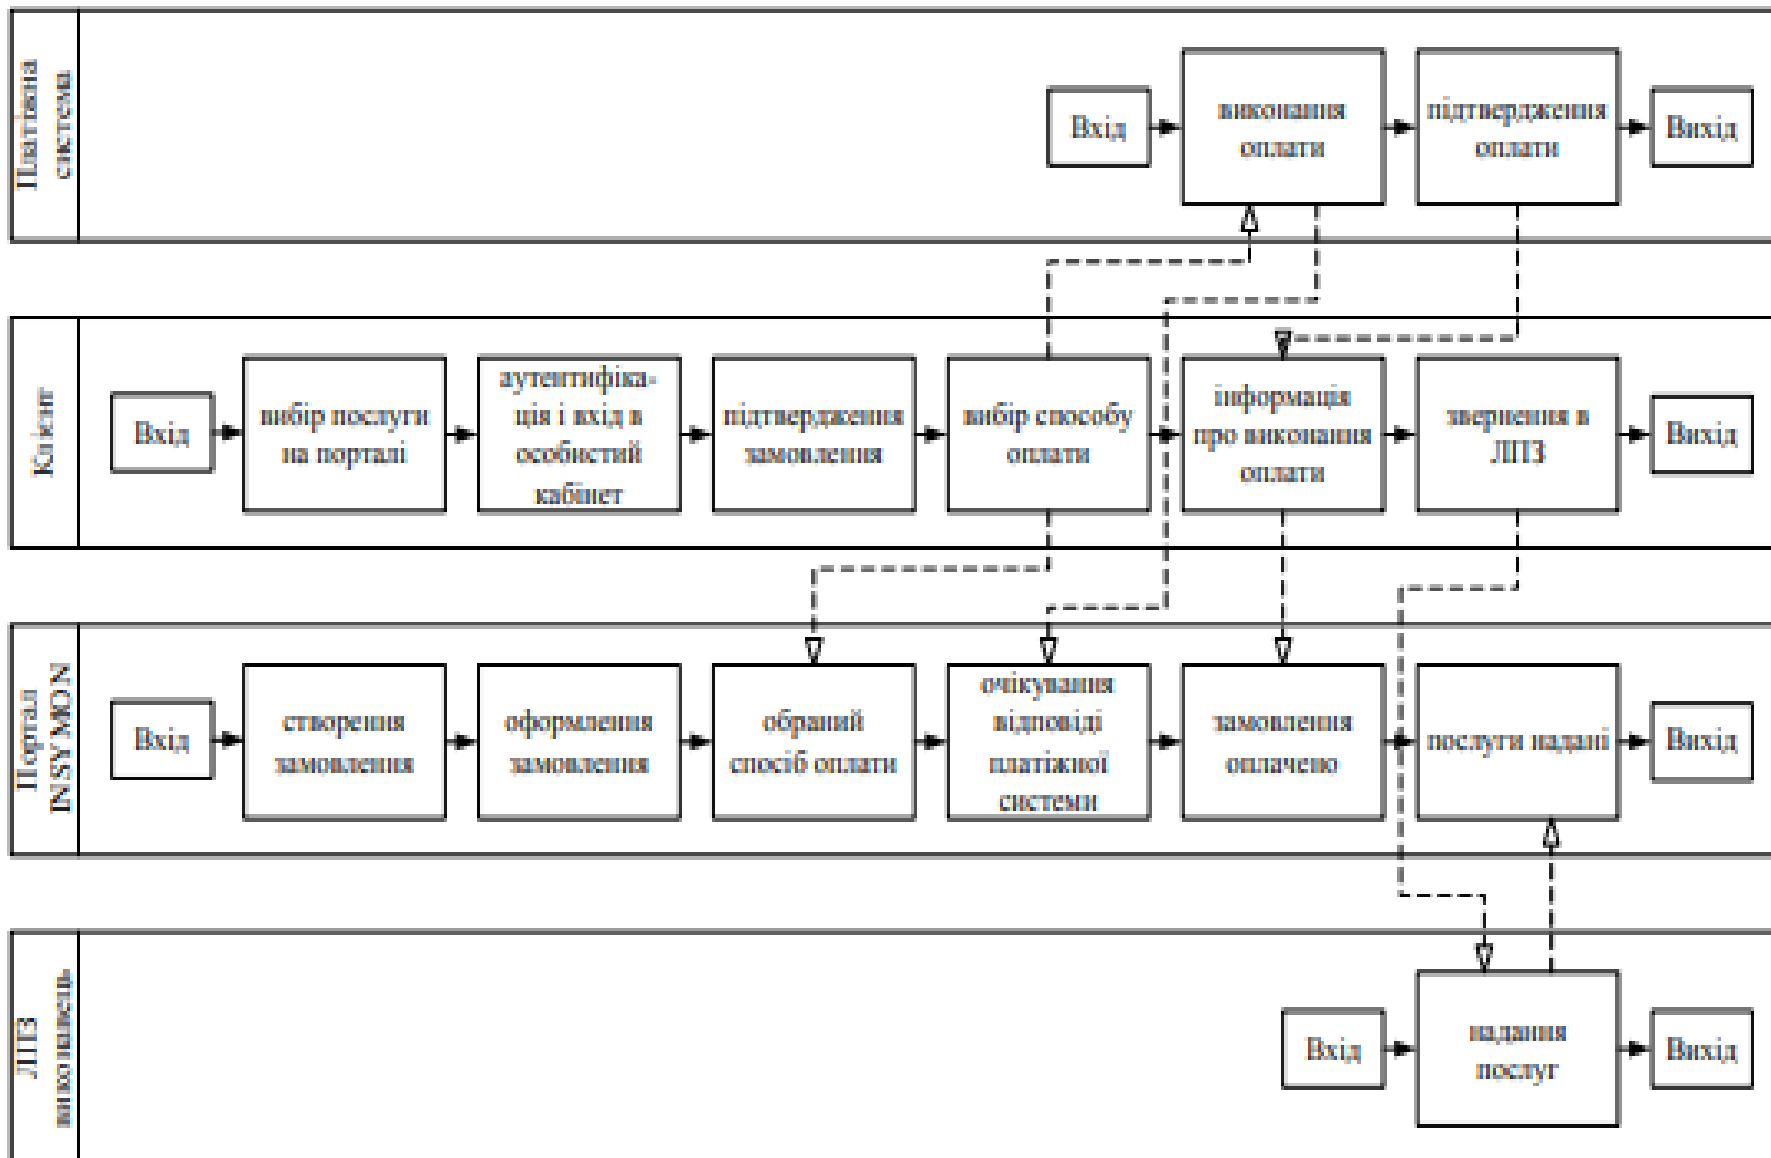 Платіжна
система
Вхід
виконання
оплати
підтвердження
оплати
Вихід
Клієнт
Вхід
вибір послуги
на порталі
аутентифіка-
ція і вхід в
особистий
кабінет
підтвердження
замовлення
вибір способу
оплати
інформація
про виконання
оплати
звернення в
ЛПЗ
Вихід
Портал
INSYMON
Вхід
створення
замовлення
оформлення
замовлення
обраний
спосіб оплати
очікування
відповіді
платіжної
системи
замовлення
оплачено
послуги надані
Вихід
ЛПЗ
виконавець
Вхід
надання
послуг
Вихід